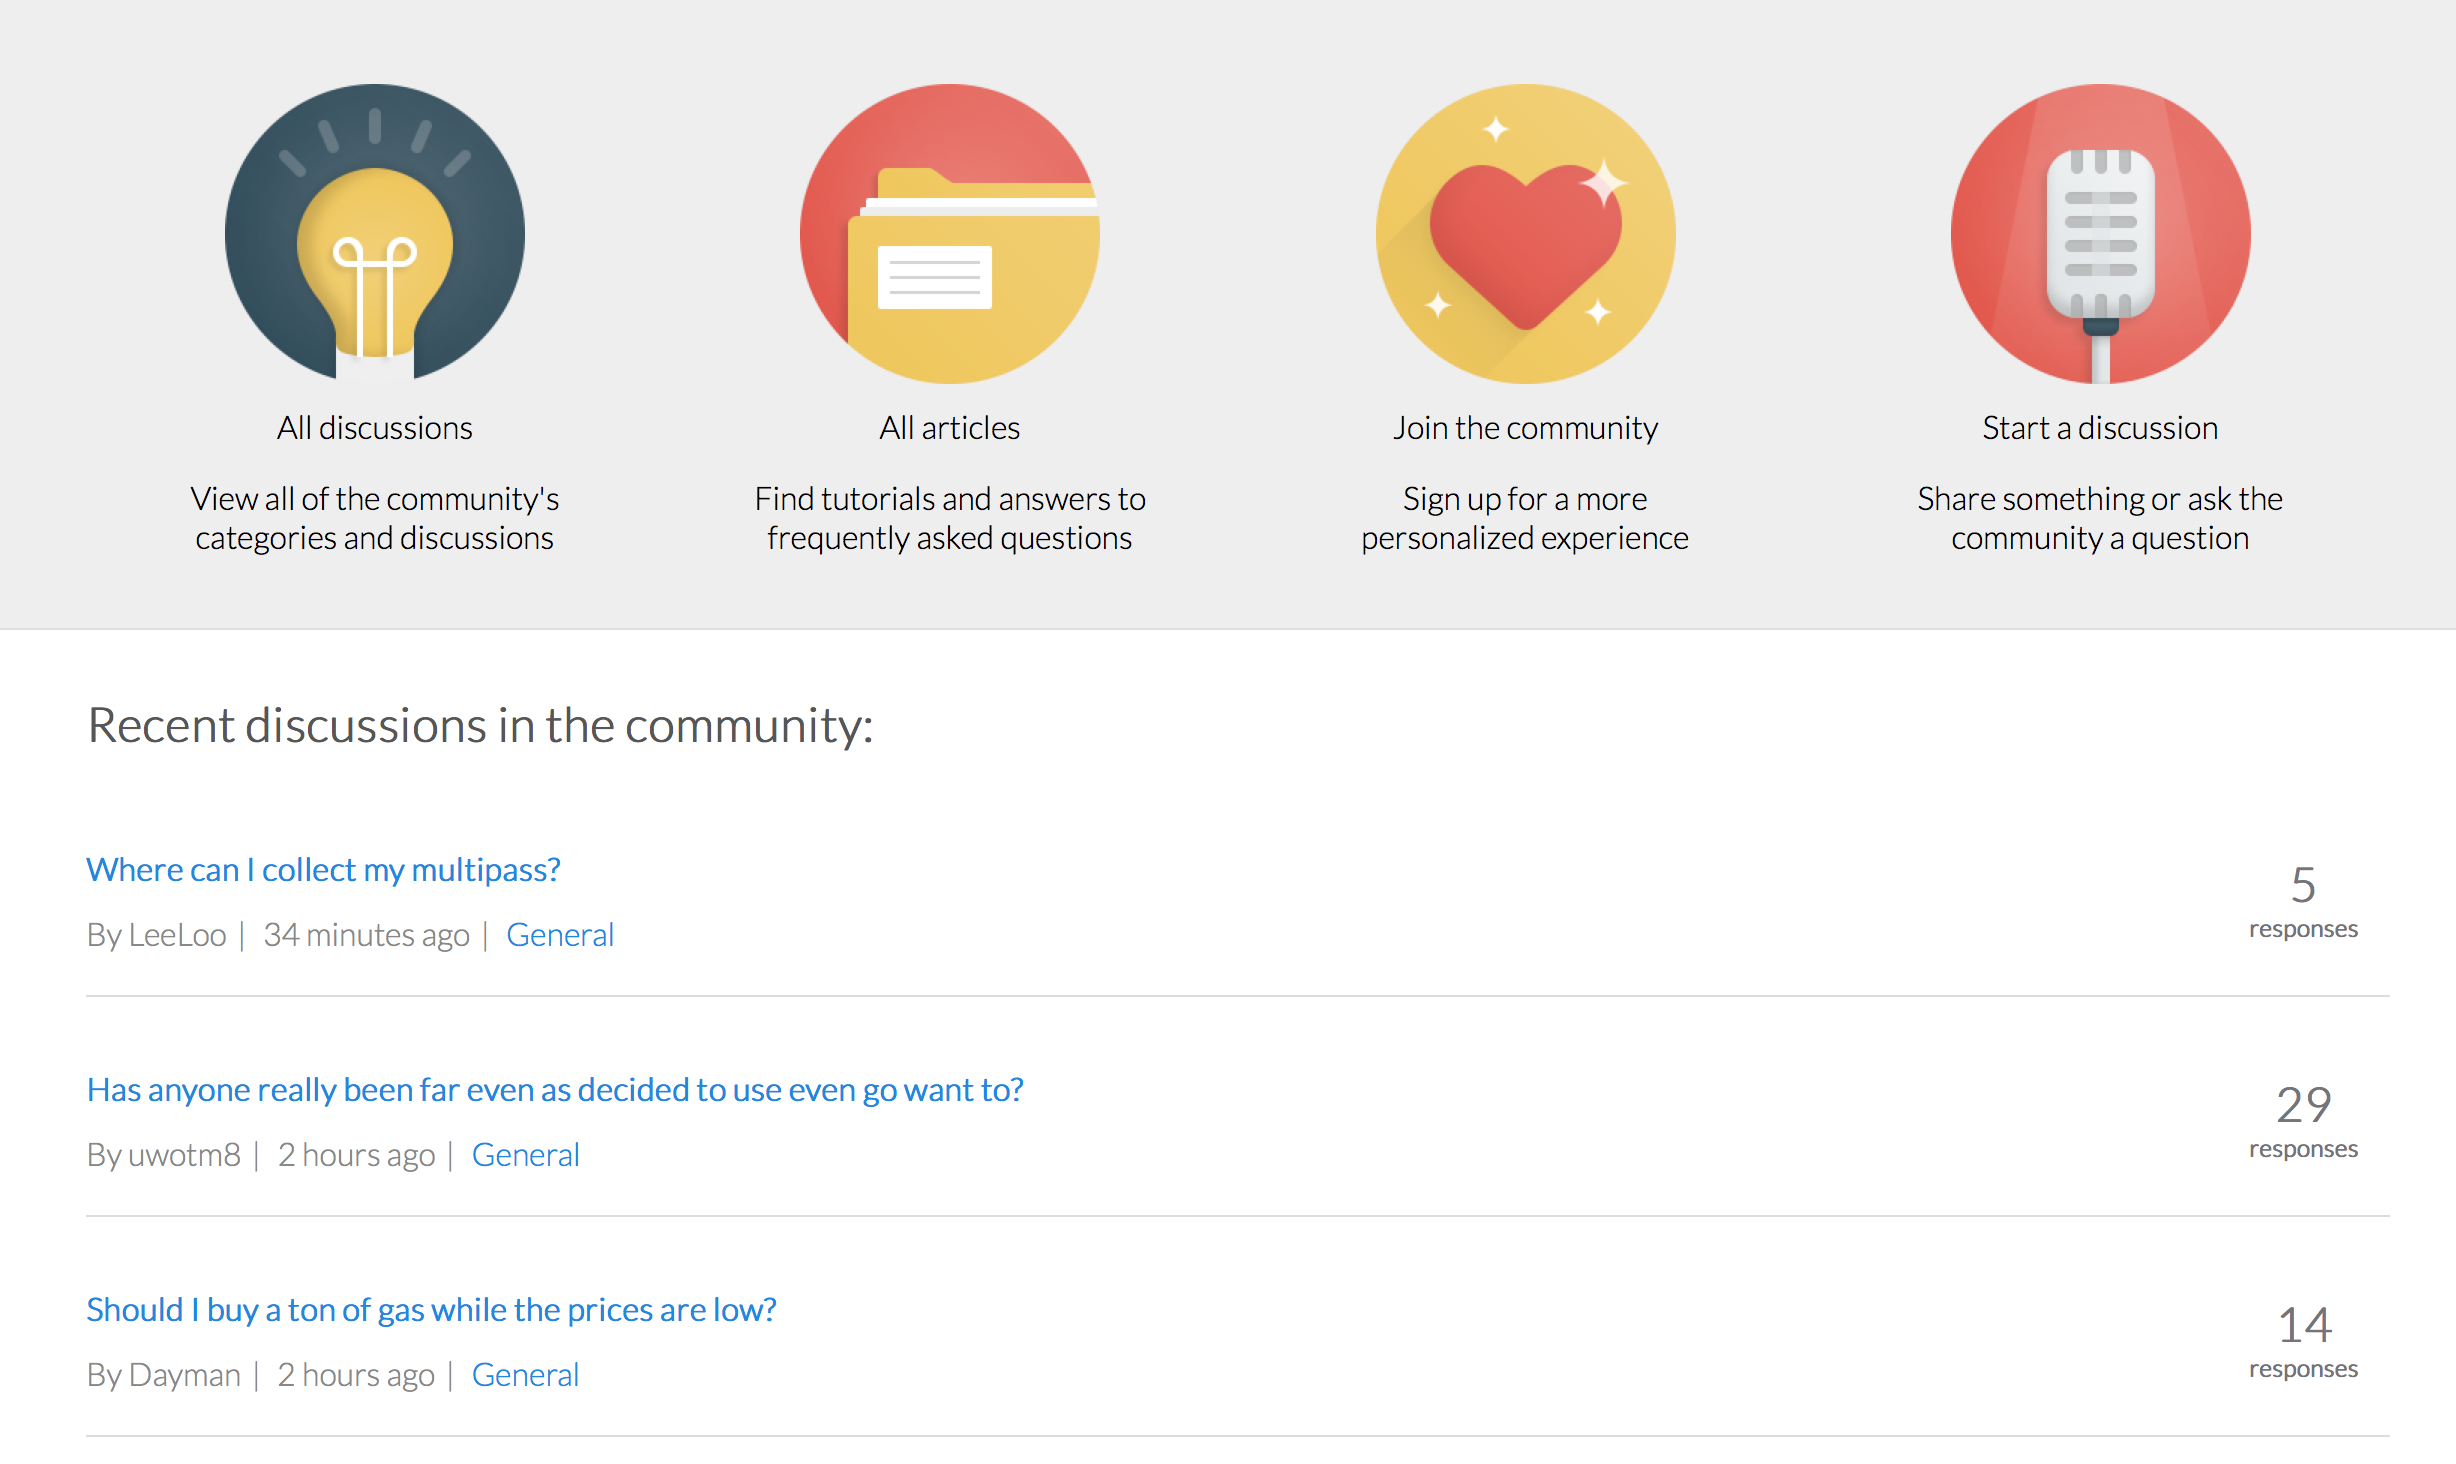 All discussions
View all of the community's
categories and discussions
All articles
Find tutorials and answers to
frequently asked questions
Join the community
Sign up for a more
personalized experience
Start a discussion
Share something or ask the
community a question
Recent discussions in the community:
Where can I collect my multipass?
By LeeLoo | 34 minutes ago | General
5
responses
Has anyone really been far even as decided to use even go want to?
By uwotm8 | 2 hours ago | General
29
responses
Should I buy a ton of gas while the prices are low?
By Dayman | 2 hours ago | General
14
responses